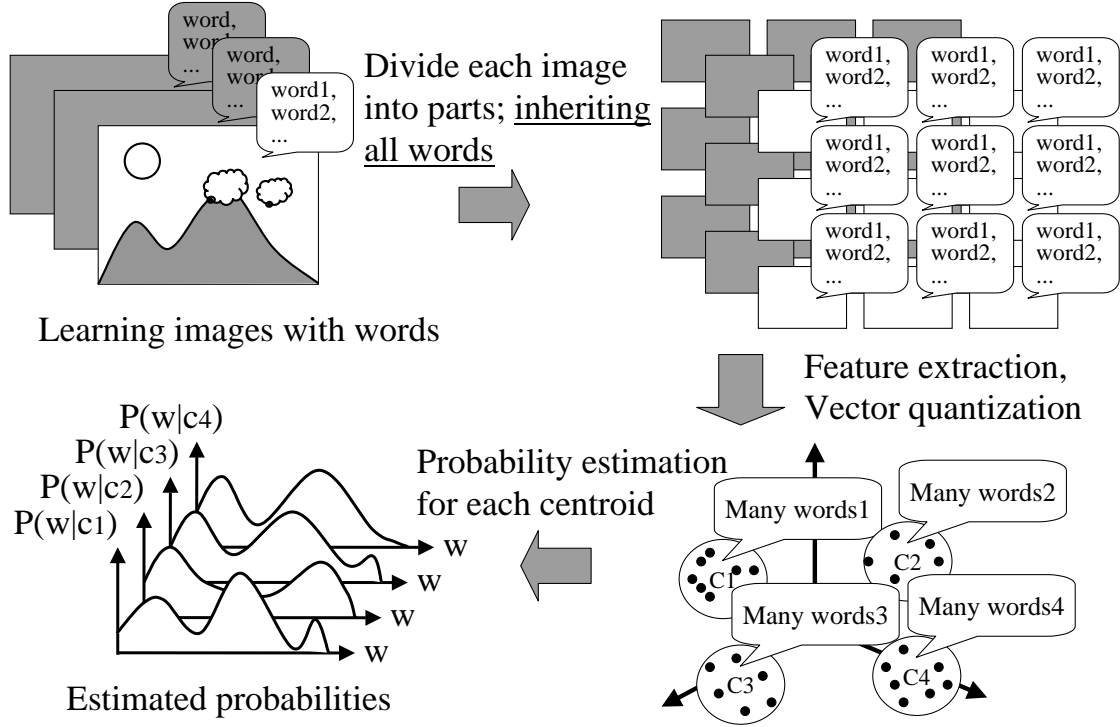 word,
word,
...
word,
word,
...
word1,
word2,
...
Divide each image
into parts; inheriting
all words
word1,
word2,
...
word1,
word2,
...
word1,
word2,
...
word1,
word2,
...
word1,
word2,
...
word1,
word2,
...
word1,
word2,
...
word1,
word2,
...
word1,
word2,
...
Learning images with words
Feature extraction,
Vector quantization
Many words1
Many words2
C1
C2
Many words3
Many words4
C3
C4
Probability estimation
for each centroid
P(w|c4)
P(w|c3)
P(w|c2)
P(w|c1)
w
w
w
w
Estimated probabilities